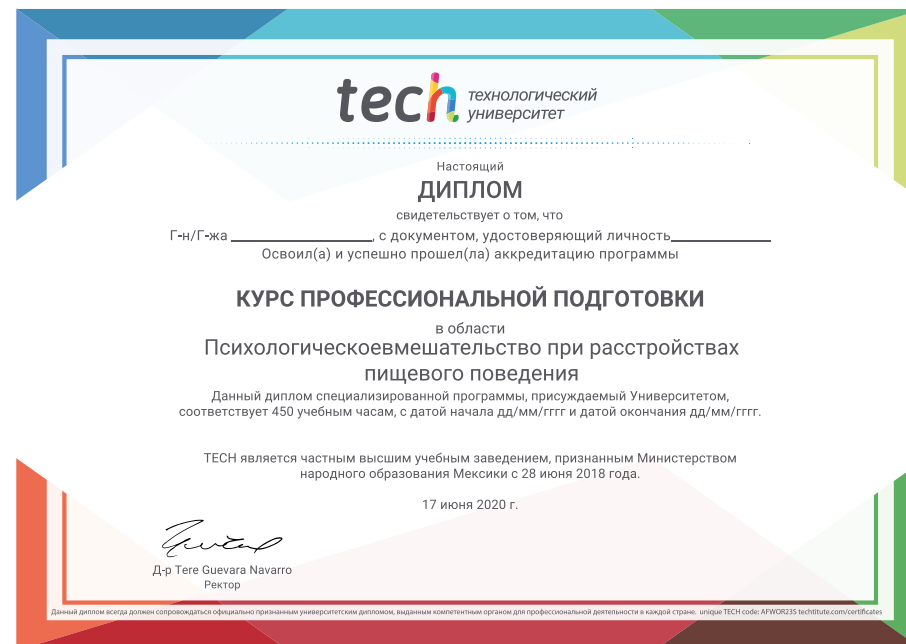 tech технологический
университет
Настоящий
ДИПЛОМ
свидетельствует о том, что
Г-н/Г-жа ____________________, с документом, удостоверяющий личность______________
Освоил(а) и успешно прошел(ла) аккредитацию программы
КУРС ПРОФЕССИОНАЛЬНОЙ ПОДГОТОВКИ
в области
Психологическоевмешательство при расстройствах
пищевого поведения
Данный диплом специализированной программы, присуждаемый Университетом,
соответствует 450 учебным часам, с датой начала дд/мм/гггг и датой окончания дд/мм/гггг.
TECH является частным высшим учебным заведением, признанным Министерством
народного образования Мексики с 28 июня 2018 года.
17 июня 2020 г.
Д-р Tere Guevara Navarro
Ректор
Данный диплом всегда должен сопровождаться официально признанным университетским дипломом, выданным компетентным органом для профессиональной деятельности в каждой стране. unique TECH code: AFWOR23S techtitute.com/certificates